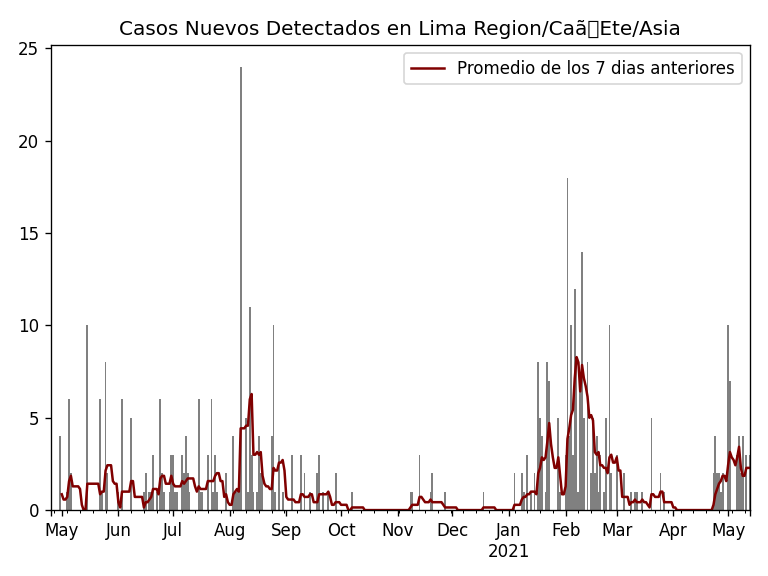 Casos Nuevos Detectados en Lima Region/Caã▯Ete/Asia
Promedio de los 7 dias anteriores
25
20
15
10
5
0
May Jun Jul Aug Sep Oct Nov Dec Jan Feb Mar Apr May
2021